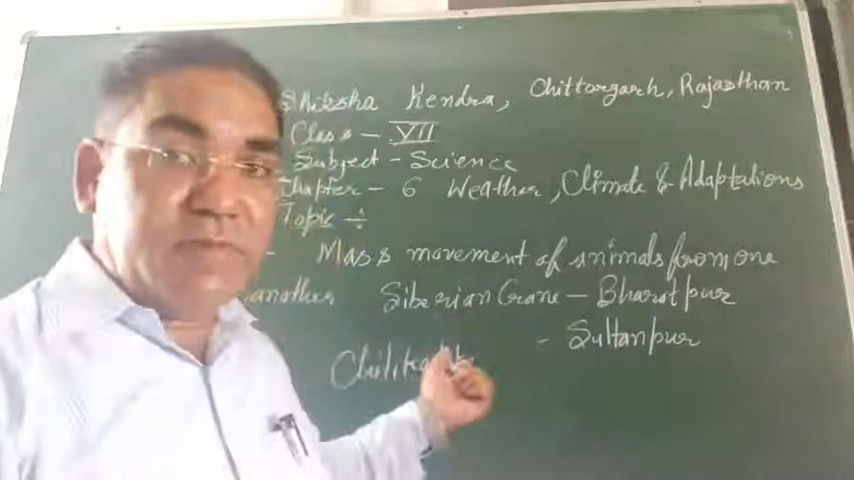 Shiksha Kendra, Chittorgarh, Rajasthan
Class - VII
Subject - Science
Chapter - 6 Weather, Climate & Adaptations
Topic ÷
- Mass movement of animals from one
another Siberian Crane - Bharatpur
- Sultanpur